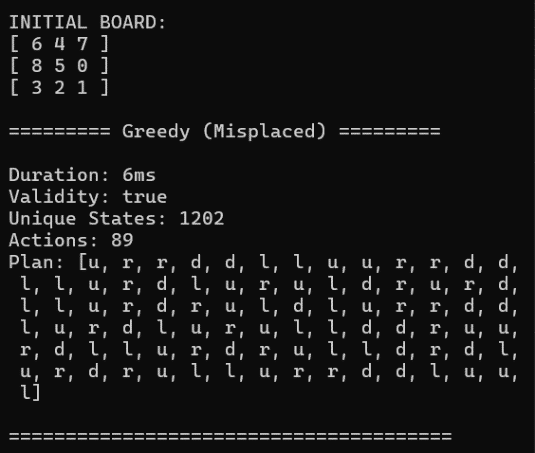 INITIAL BOARD:
[ 6 4 7 ]
[ 8 5 0 ]
[ 3 2 1 ]
========= Greedy (Misplaced) =========
Duration: 6ms
Validity: true
Unique States: 1202
Actions: 89
Plan: [u, r, r, d, d, l, l, u, u, r, r, d, d,
l, l, u, r, d, l, u, r, u, l, d, r, u, r, d,
l, l, u, r, d, r, u, l, d, l, u, r, r, d, d,
l, u, r, d, l, u, r, u, l, l, d, d, r, u, u,
r, d, l, l, u, r, d, r, u, l, l, d, r, d, l,
u, r, d, r, u, l, l, u, r, r, d, d, l, u, u,
l]
=======================================